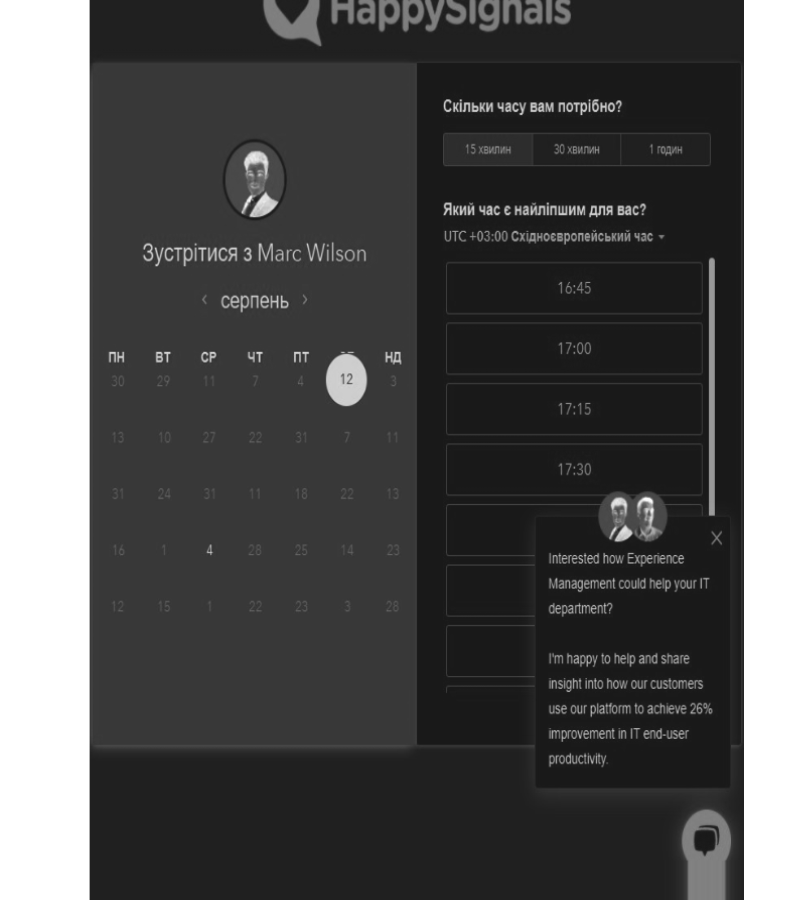 HappySignals
Зустрітися з Marc Wilson
‹ серпень ›
ПН ВТ СР ЧТ ПТ НД
30 29 11 7 4 12 3
13 10 27 22 31 7 11
31 24 31 11 18 22 13
16 1 4 28 25 14 23
12 15 1 22 23 3 28
Скільки часу вам потрібно?
15 хвилин 30 хвилин 1 годин
Який час є найліпшим для вас?
UTC +03:00 Східноєвропейський час
16:45
17:00
17:15
17:30
Interested how Experience
Management could help your IT
department?
I'm happy to help and share
insight into how our customers
use our platform to achieve 26%
improvement in IT end-user
productivity.